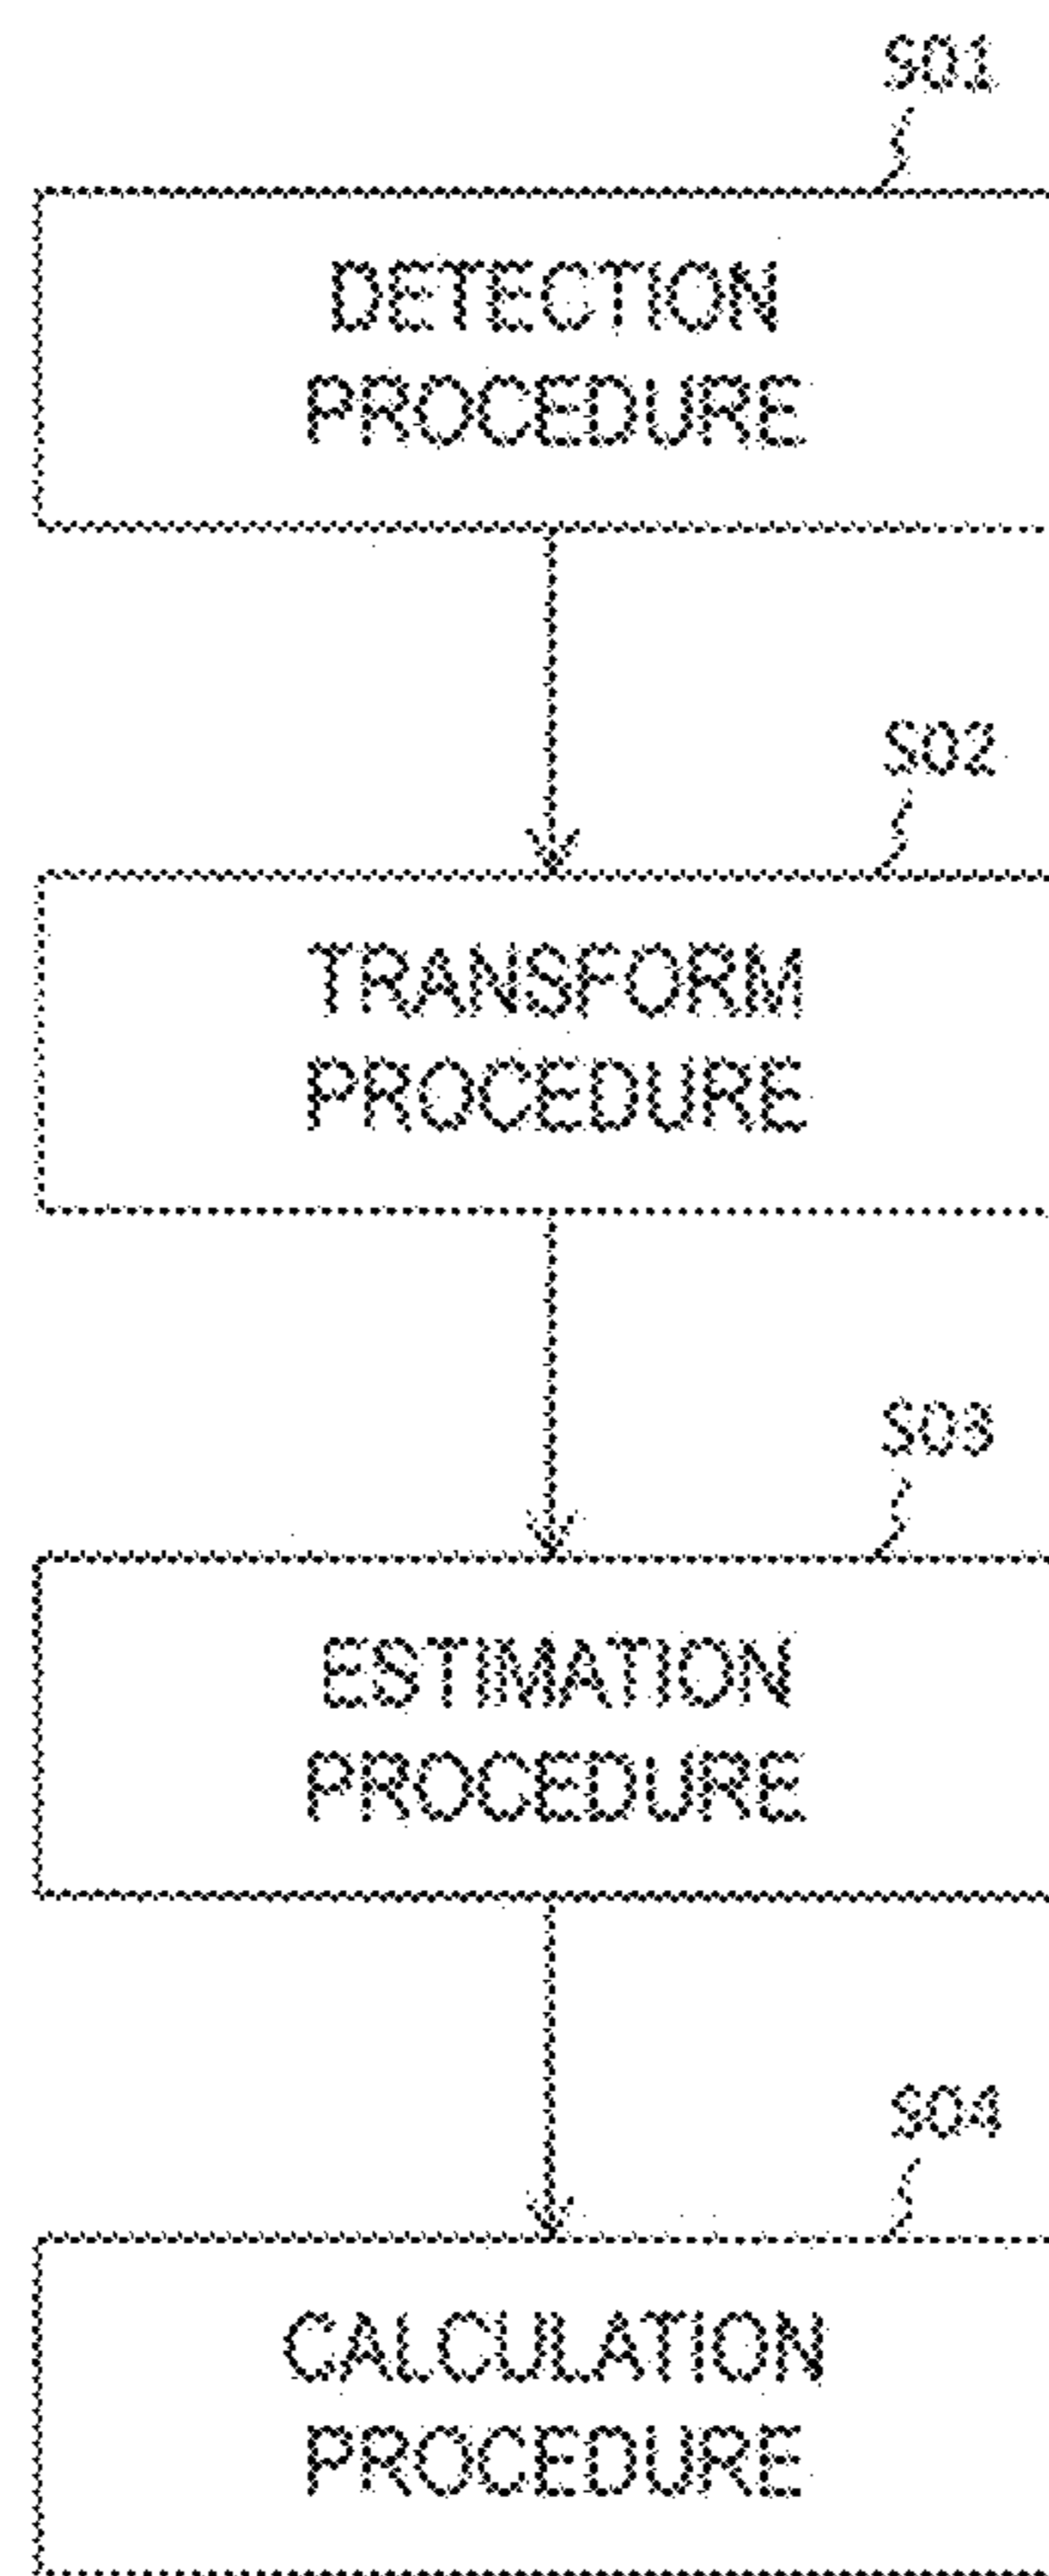 S01
DETECTION
PROCEDURE
S02
TRANSFORM
PROCEDURE
S03
ESTIMATION
PROCEDURE
S04
CALCULATION
PROCEDURE